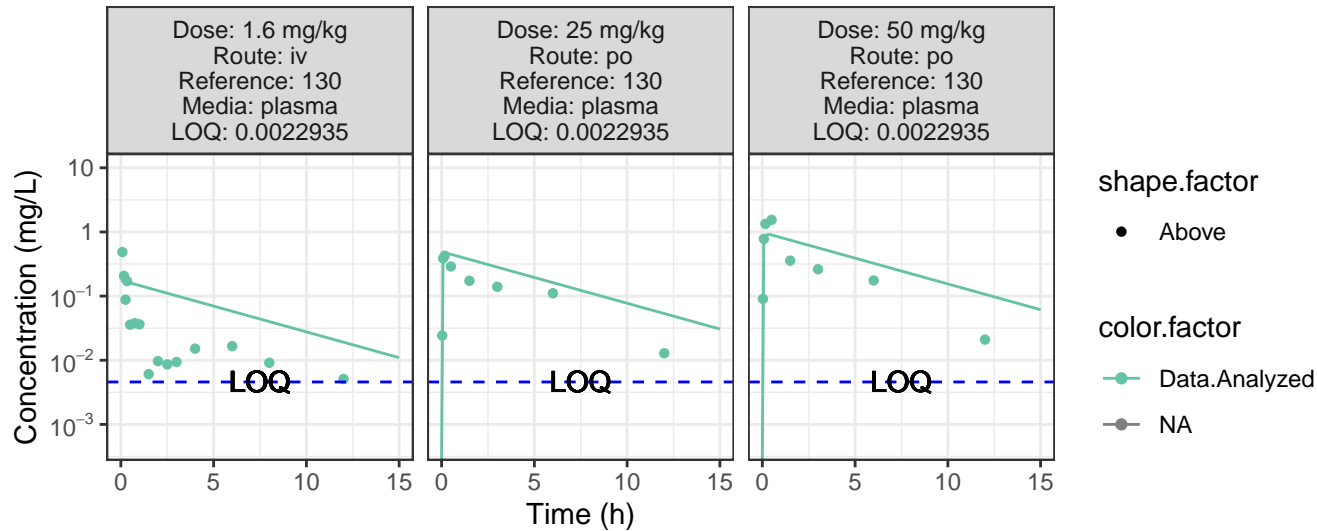 Dose: 1.6 mg/kg
Route: iv
Reference: 130
Media: plasma
LOQ: 0.0022935
Dose: 25 mg/kg
Route: po
Reference: 130
Media: plasma
LOQ: 0.0022935
Dose: 50 mg/kg
Route: po
Reference: 130
Media: plasma
LOQ: 0.0022935
Concentration (mg/L)
10
1
10⁻¹
10⁻²
10⁻³
LOQ
LOQ
LOQ
0 5 10 15
0 5 10 15
0 5 10 15
Time (h)
shape.factor
Above
color.factor
Data.Analyzed
NA